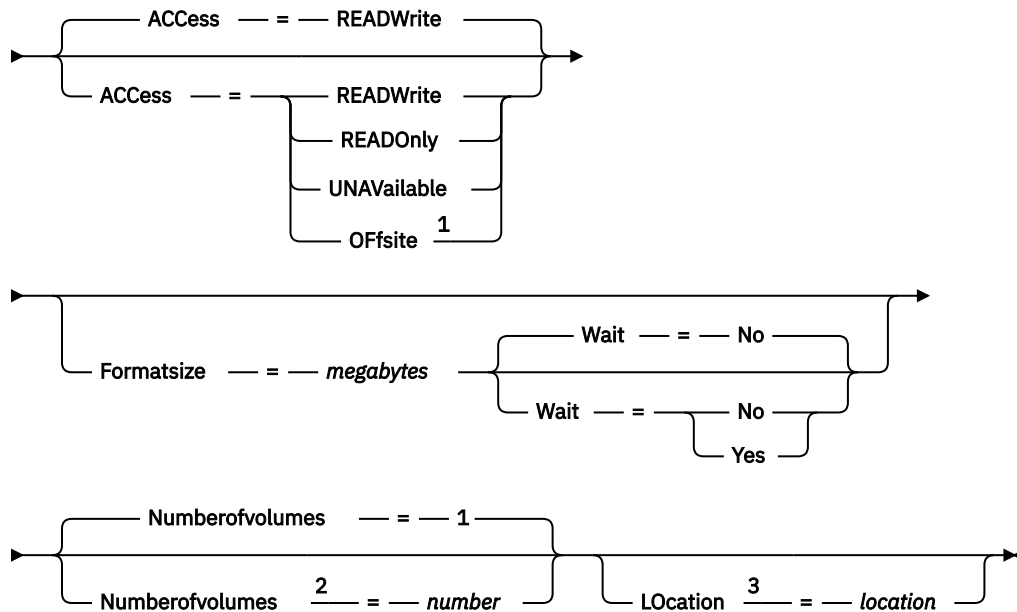 ACCess = READWrite
ACCess = READWrite
READOnly
UNAVailable
OFfsite 1
Wait = No
Formatsize = megabytes
Wait = No
Yes
Numberofvolumes = 1
Numberofvolumes 2 = number LOcation 3 = location